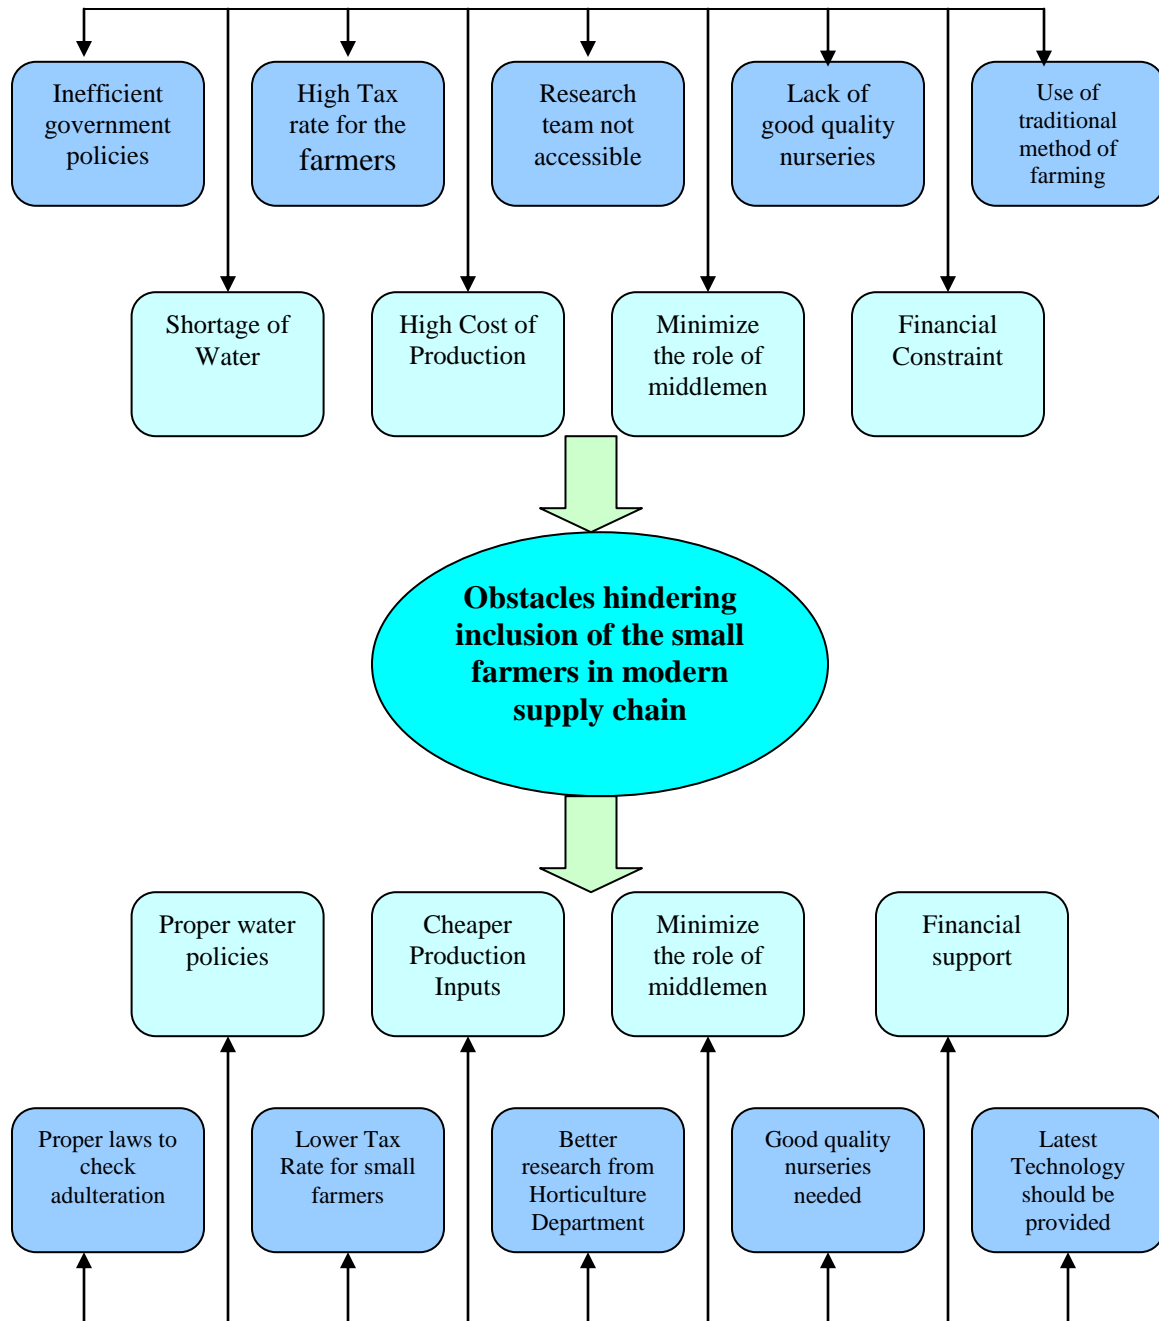 Inefficient
government
policies
High Tax
rate for the
farmers
Research
team not
accessible
Lack of
good quality
nurseries
Use of
traditional
method of
farming
Shortage of
Water
High Cost of
Production
Minimize
the role of
middlemen
Financial
Constraint
Obstacles hindering
inclusion of the small
farmers in modern
supply chain
Proper water
policies
Cheaper
Production
Inputs
Minimize
the role of
middlemen
Financial
support
Proper laws to
check
adulteration
Lower Tax
Rate for small
farmers
Better
research from
Horticulture
Department
Good quality
nurseries
needed
Latest
Technology
should be
provided